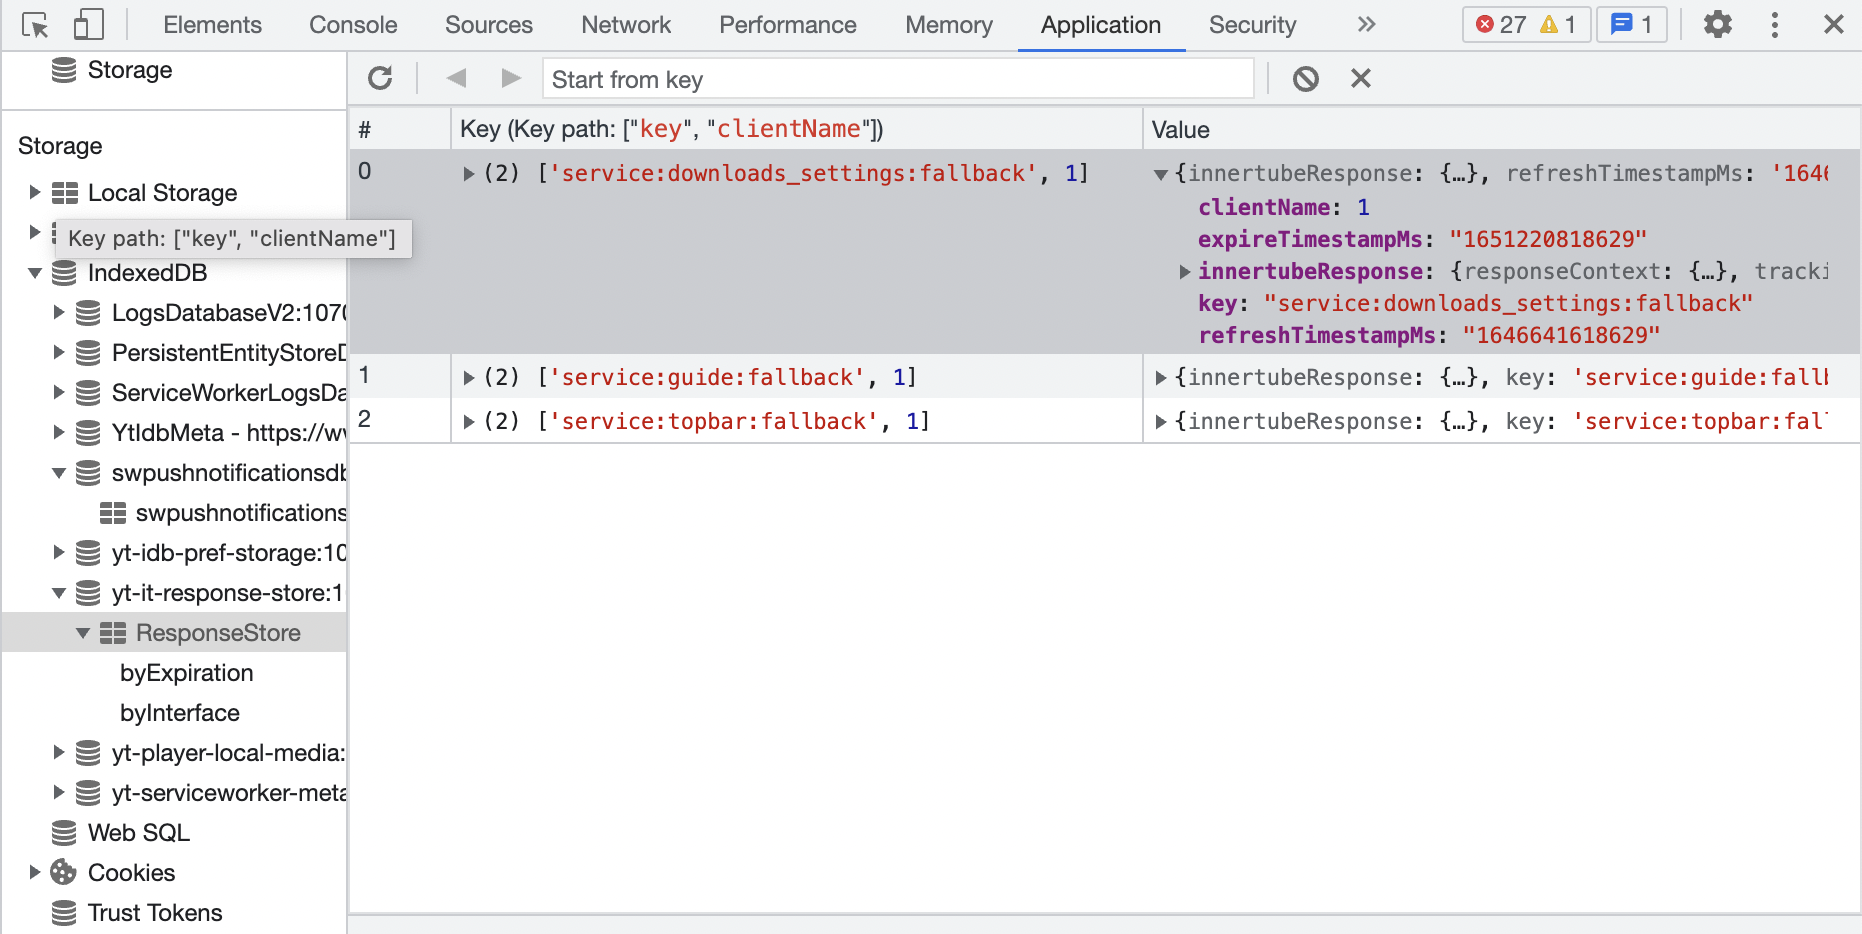 Elements Console Sources Network Performance Memory Application Security » 27 1 1
Storage
Start from key
Storage
Local Storage
Key path: ["key", "clientName"]
IndexedDB
LogsDatabaseV2:107
PersistentEntityStore
ServiceWorkerLogsDa
YtIdbMeta - https://w
swpushnotificationsdb
swpushnotifications
yt-idb-pref-storage:10
yt-it-response-store:1
ResponseStore
byExpiration
byInterface
yt-player-local-media:
yt-serviceworker-meta
Web SQL
Cookies
Trust Tokens
# Key (Key path: ["key", "clientName"]) Value
0 (2) ['service:downloads_settings:fallback', 1] {innertubeResponse: {…}, refreshTimestampMs: '1646
clientName: 1
expireTimestampMs: "1651220818629"
innertubeResponse: {responseContext: {…}, tracki
key: "service:downloads_settings:fallback"
refreshTimestampMs: "1646641618629"
1 (2) ['service:guide:fallback', 1] {innertubeResponse: {…}, key: 'service:guide:fallb
2 (2) ['service:topbar:fallback', 1] {innertubeResponse: {…}, key: 'service:topbar:fal